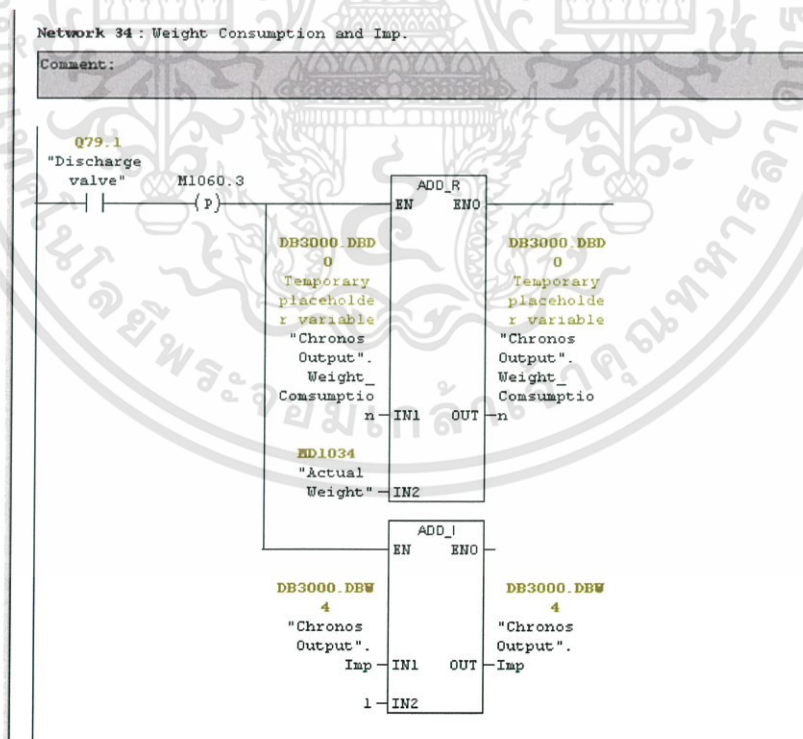 Network 34 : Weight Consumption and Imp.
Comment:
Q79.1
"Discharge
valve"
M1060.3
( P )
ADD_R
EN ENO
DB3000.DBD
0
Temporary
placeholde
r variable
"Chronos
Output".
Weight_
Comsumptio
n
IN1
MD1034
"Actual
Weight"
IN2
DB3000.DBD
0
Temporary
placeholde
r variable
"Chronos
Output".
Weight_
Comsumptio
OUT
n
ADD_I
EN ENO
DB3000.DBW
4
"Chronos
Output".
Imp
IN1
1
IN2
DB3000.DBW
4
"Chronos
Output".
OUT
Imp